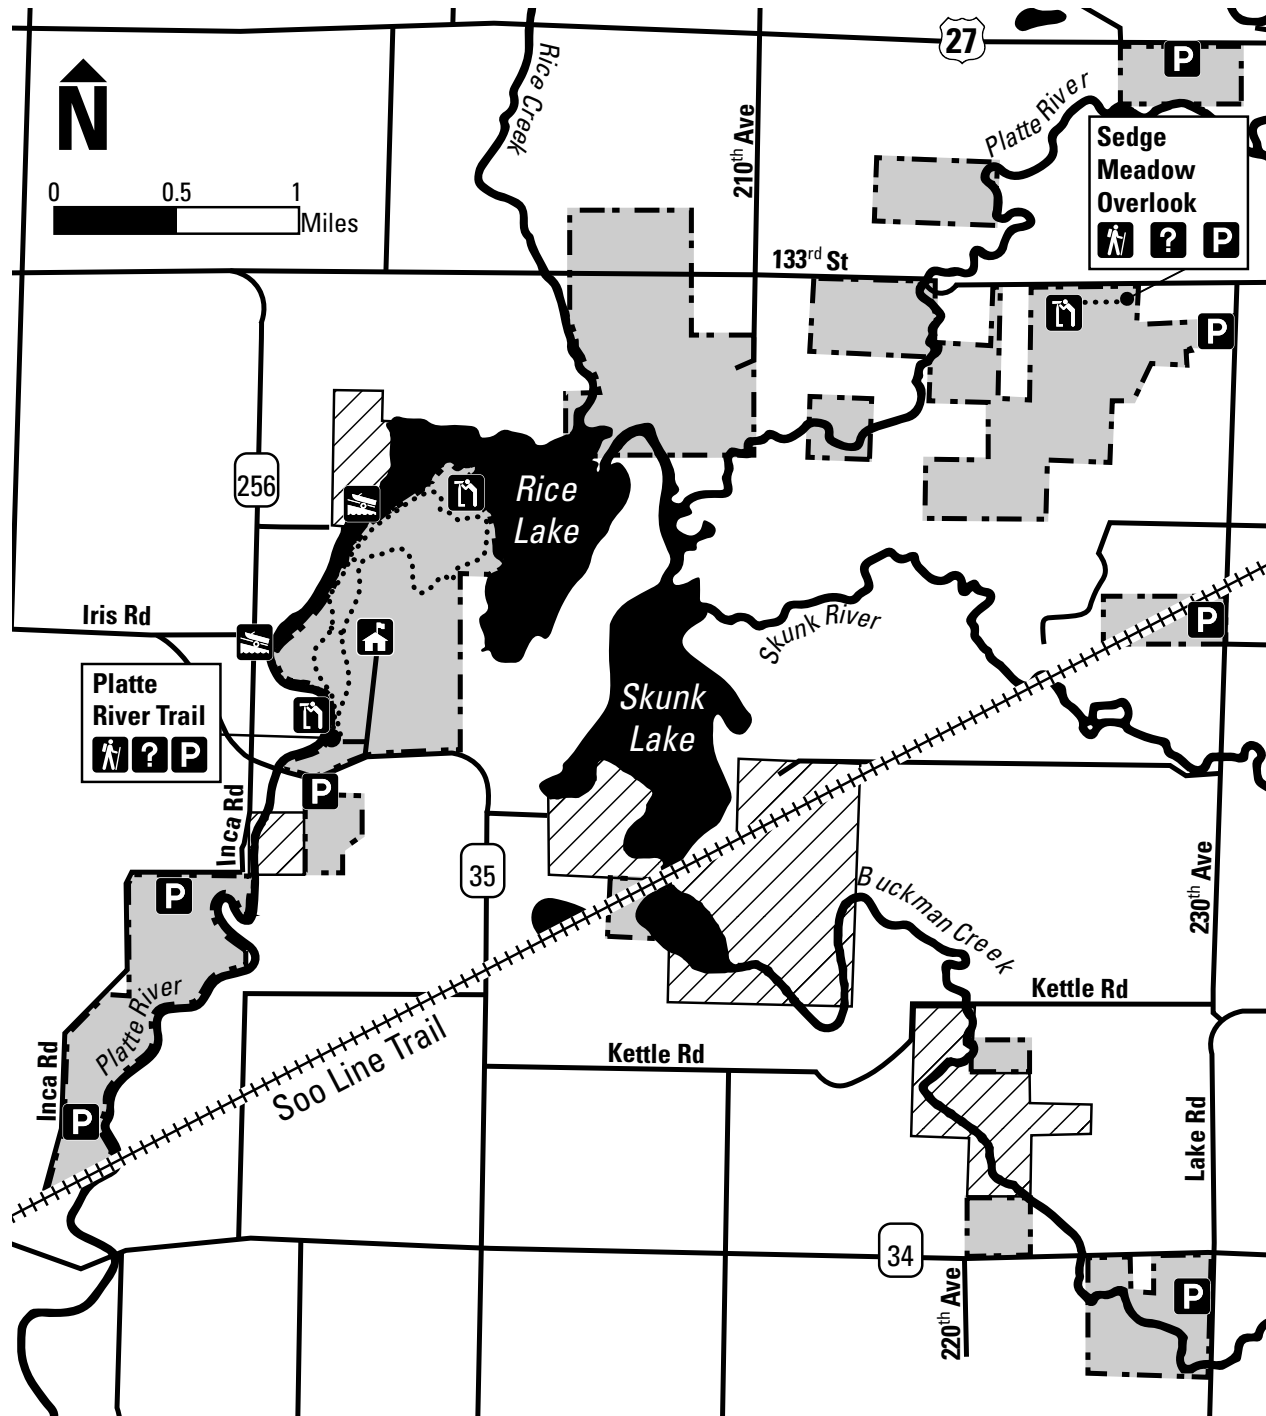 27
P
Rice Creek
Platte River
N
210th Ave
Sedge
Meadow
Overlook
? P
0 0.5 1
Miles
133rd St
P
256
Rice
Lake
Iris Rd
Skunk River
P
Platte
River Trail
? P
Skunk
Lake
P
Inca Rd
35
Buckman Creek
230th Ave
P
Platte River
Kettle Rd
Soo Line Trail
Kettle Rd
Inca Rd
P
Lake Rd
34
220th Ave
P